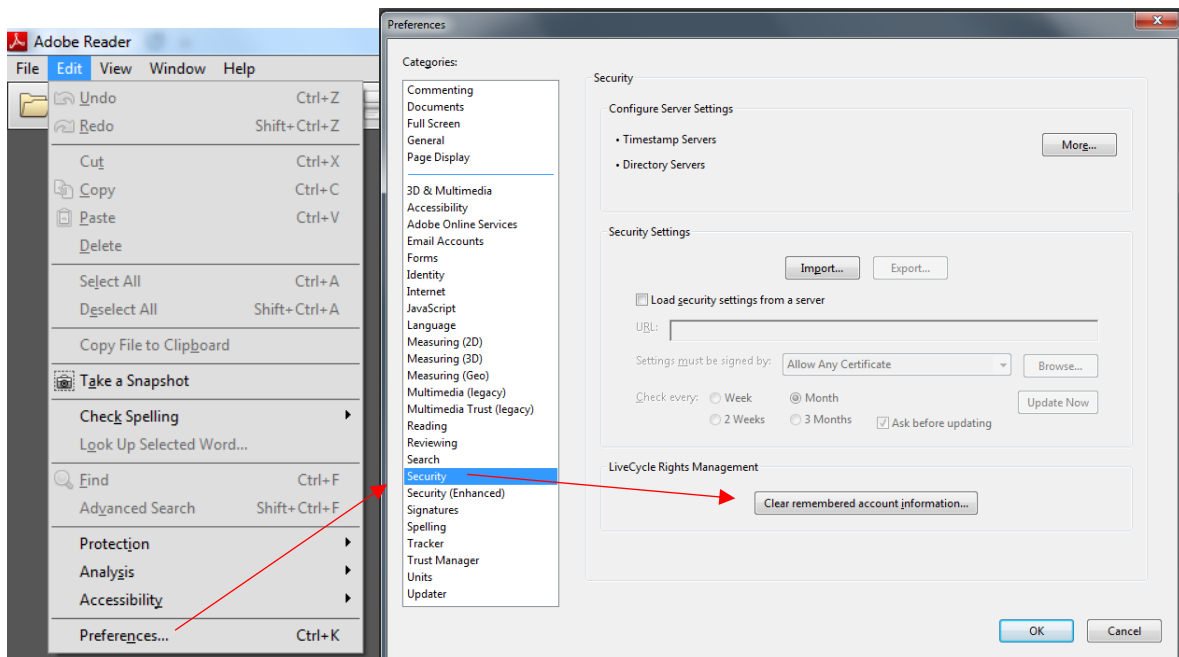 Adobe Reader
File Edit View Window Help
Undo Ctrl+Z
Redo Shift+Ctrl+Z
Cut Ctrl+X
Copy Ctrl+C
Paste Ctrl+V
Delete
Select All Ctrl+A
Deselect All Shift+Ctrl+A
Copy File to Clipboard
Take a Snapshot
Check Spelling
Look Up Selected Word...
Find Ctrl+F
Advanced Search Shift+Ctrl+F
Protection
Analysis
Accessibility
Preferences... Ctrl+K
Preferences
Categories:
Commenting
Documents
Full Screen
General
Page Display
3D & Multimedia
Accessibility
Adobe Online Services
Email Accounts
Forms
Identity
Internet
JavaScript
Language
Measuring (2D)
Measuring (3D)
Measuring (Geo)
Multimedia (legacy)
Multimedia Trust (legacy)
Reading
Reviewing
Search
Security
Security (Enhanced)
Signatures
Spelling
Tracker
Trust Manager
Units
Updater
Security
Configure Server Settings
• Timestamp Servers
More...
• Directory Servers
Security Settings
Import... Export...
Load security settings from a server
URL:
Settings must be signed by: Allow Any Certificate Browse...
Check every: Week Month Update Now
2 Weeks 3 Months Ask before updating
LiveCycle Rights Management
Clear remembered account information...
OK Cancel